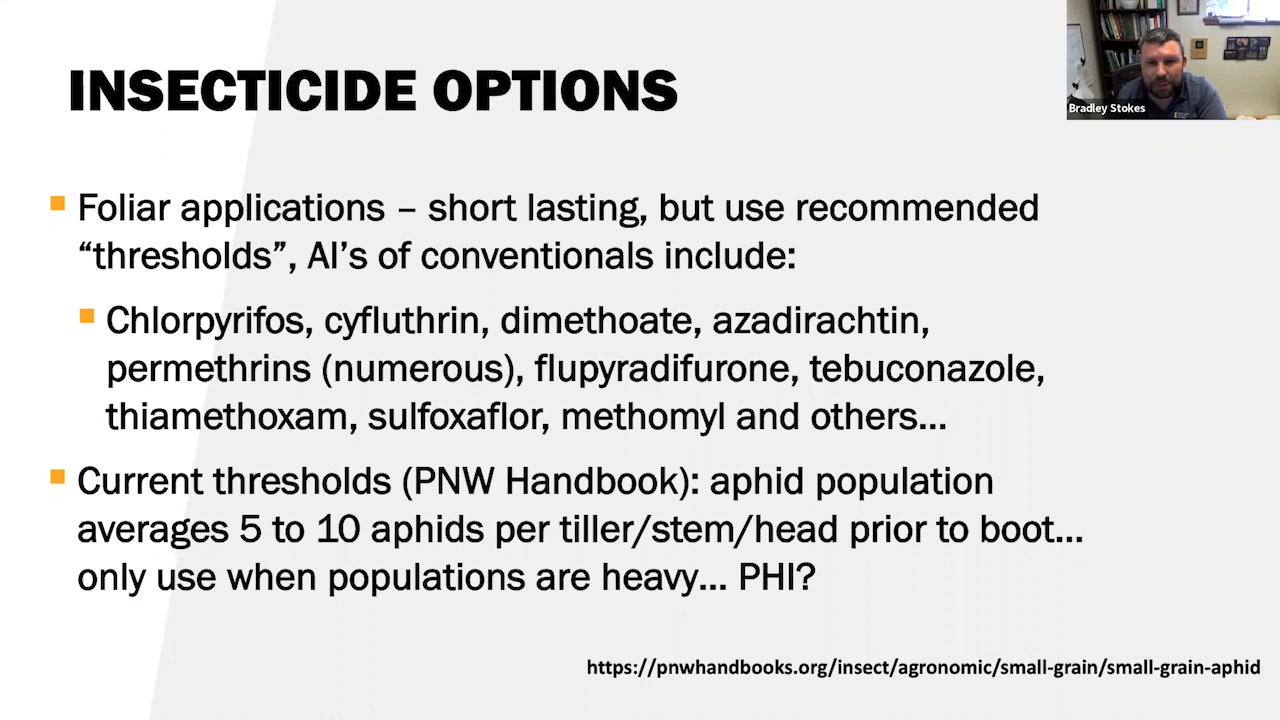 INSECTICIDE OPTIONS
Bradley Stokes
Foliar applications – short lasting, but use recommended
“thresholds”, AI’s of conventionals include:
Chlorpyrifos, cyfluthrin, dimethoate, azadirachtin,
permethrins (numerous), flupyradifurone, tebuconazole,
thiamethoxam, sulfoxaflor, methomyl and others...
Current thresholds (PNW Handbook): aphid population
averages 5 to 10 aphids per tiller/stem/head prior to boot...
only use when populations are heavy... PHI?
https://pnwhandbooks.org/insect/agronomic/small-grain/small-grain-aphid